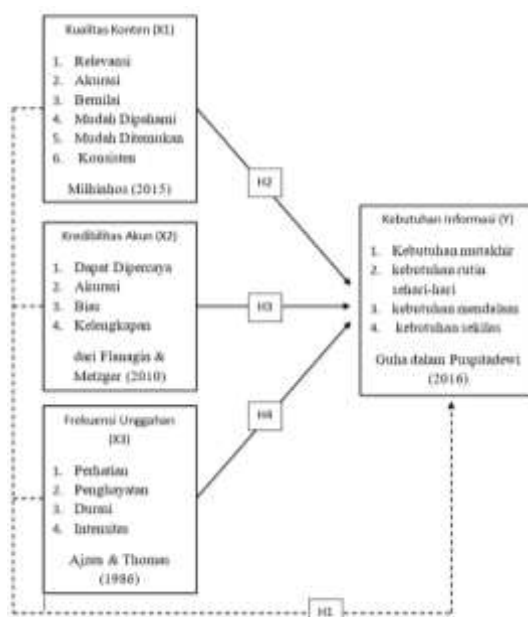 Kualitas Konten (X1)
1. Relevansi
2. Akurasi
3. Bernilai
4. Mudah Dipahami
5. Mudah Ditemukan
6. Konsisten
Milhinhos (2015)
H2
Kredibilitas Akun (X2)
1. Dapat Dipercaya
2. Akurasi
3. Bias
4. Kelengkapan
dari Flanagin &
Metzger (2010)
H3
Kebutuhan Informasi (Y)
1. Kebutuhan mutakhir
2. kebutuhan rutin
sehari-hari
3. kebutuhan mendalam
4. kebutuhan sekilas
Guha dalam Puspitadewi
(2016)
H4
Frekuensi Unggahan
(X3)
1. Perhatian
2. Penghayatan
3. Durasi
4. Intensitas
Ajzen & Thomas
(1986)
H1